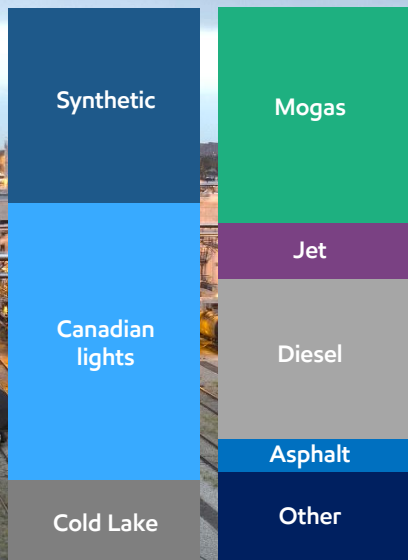 Synthetic
Canadian
lights
Cold Lake
Mogas
Jet
Diesel
Asphalt
Other